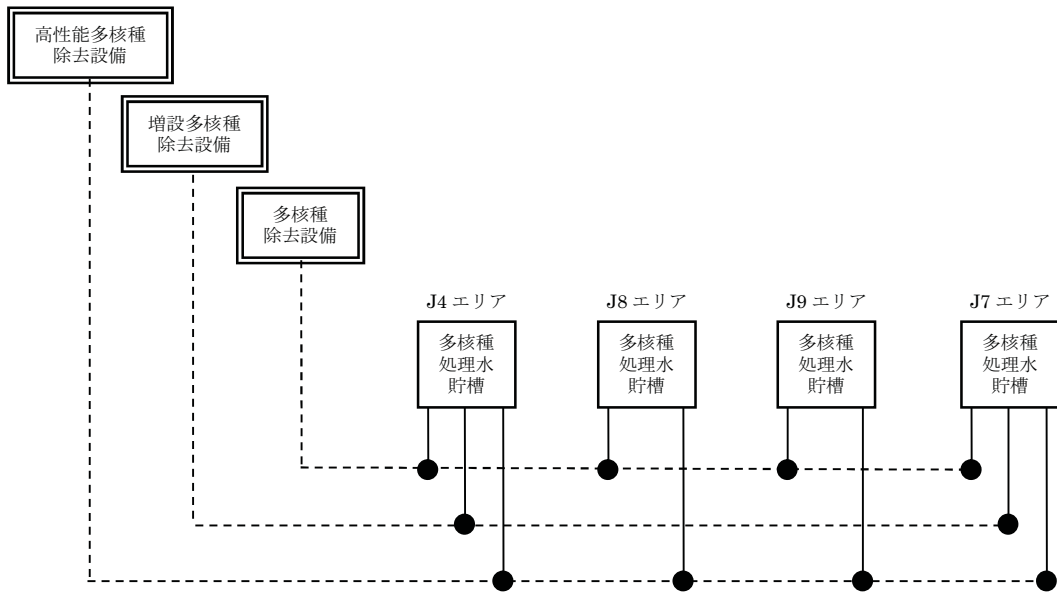 高性能多核種
除去設備
増設多核種
除去設備
多核種
除去設備
J4 エリア
多核種
処理水
貯槽
J8 エリア
多核種
処理水
貯槽
J9 エリア
多核種
処理水
貯槽
J7 エリア
多核種
処理水
貯槽